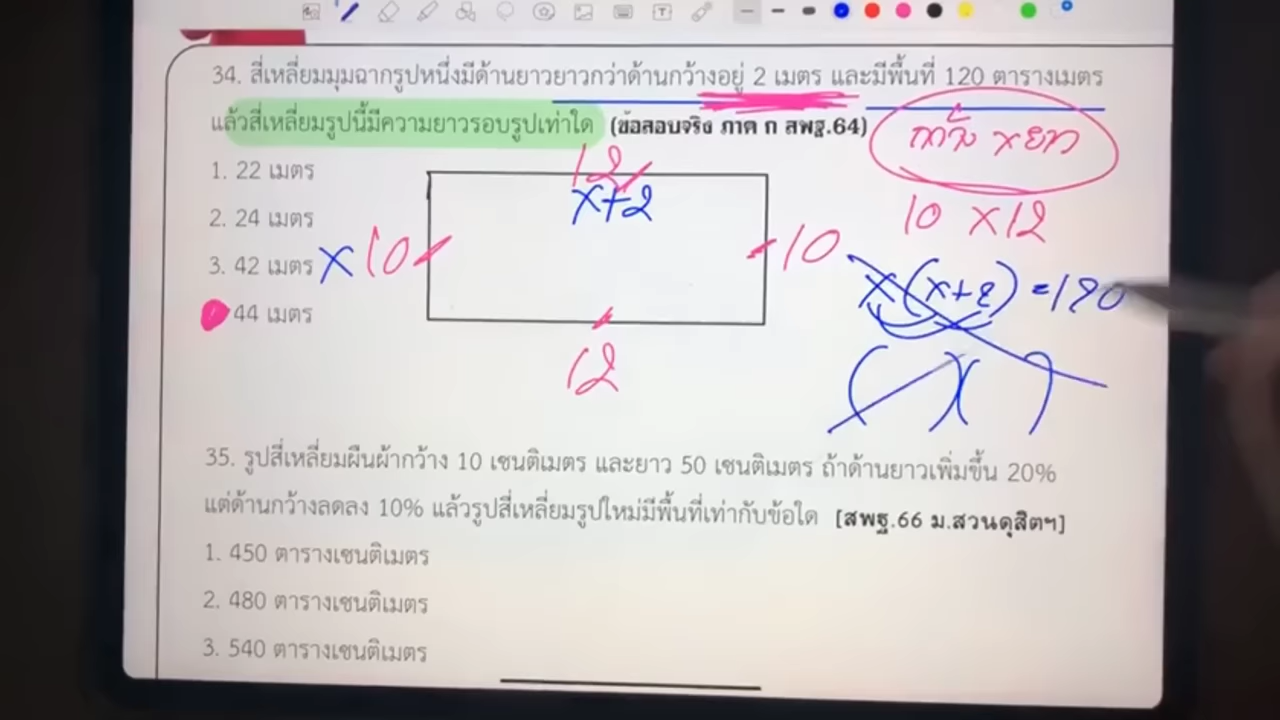 34. สี่เหลี่ยมมุมฉากรูปหนึ่งมีด้านยาวยาวกว่าด้านกว้างอยู่ 2 เมตร และมีพื้นที่ 120 ตารางเมตร
แล้วสี่เหลี่ยมรูปนี้มีความยาวรอบรูปเท่าใด (ข้อสอบจริง ภาค ก สพฐ.64)
กว้าง x ยาว
1. 22 เมตร
12
x+2
10 x 12
2. 24 เมตร
3. 42 เมตร
x 10
10
x(x+2) = 120
44 เมตร
( )( )
12
35. รูปสี่เหลี่ยมผืนผ้ากว้าง 10 เซนติเมตร และยาว 50 เซนติเมตร ถ้าด้านยาวเพิ่มขึ้น 20%
แต่ด้านกว้างลดลง 10% แล้วรูปสี่เหลี่ยมรูปใหม่มีพื้นที่เท่ากับข้อใด [สพฐ.66 ม.สวนดุสิตฯ]
1. 450 ตารางเซนติเมตร
2. 480 ตารางเซนติเมตร
3. 540 ตารางเซนติเมตร